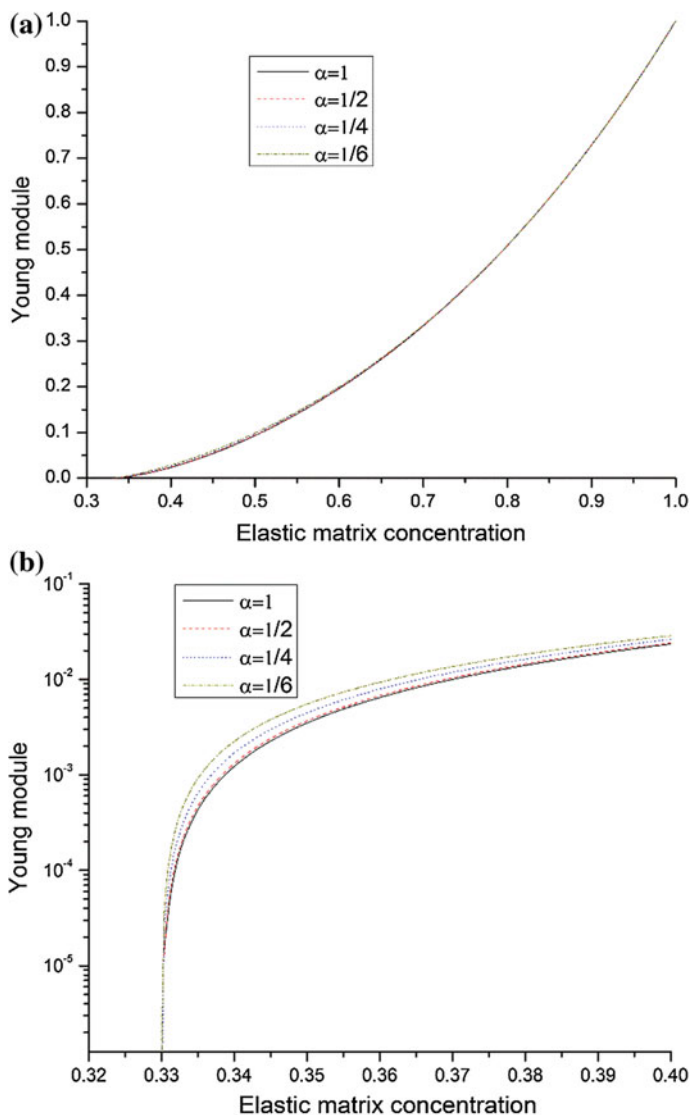 (a)
1.0
0.9
0.8
0.7
0.6
0.5
0.4
0.3
0.2
0.1
0.0
Young module
α=1
α=1/2
α=1/4
α=1/6
0.3 0.4 0.5 0.6 0.7 0.8 0.9 1.0
Elastic matrix concentration
(b)
10⁻¹
10⁻²
10⁻³
10⁻⁴
10⁻⁵
Young module
α=1
α=1/2
α=1/4
α=1/6
0.32 0.33 0.34 0.35 0.36 0.37 0.38 0.39 0.40
Elastic matrix concentration